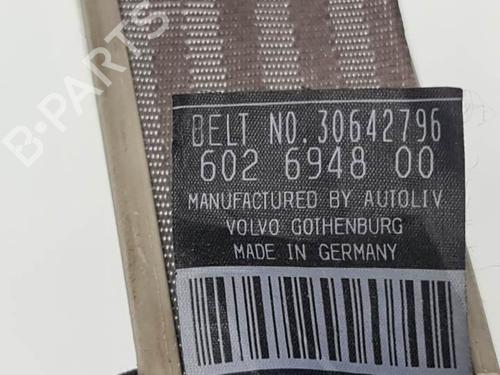 B-PARTS
BELT NO. 30642796
602 6948 00
MANUFACTURED BY AUTOLIV
VOLVO GOTHENBURG
MADE IN GERMANY